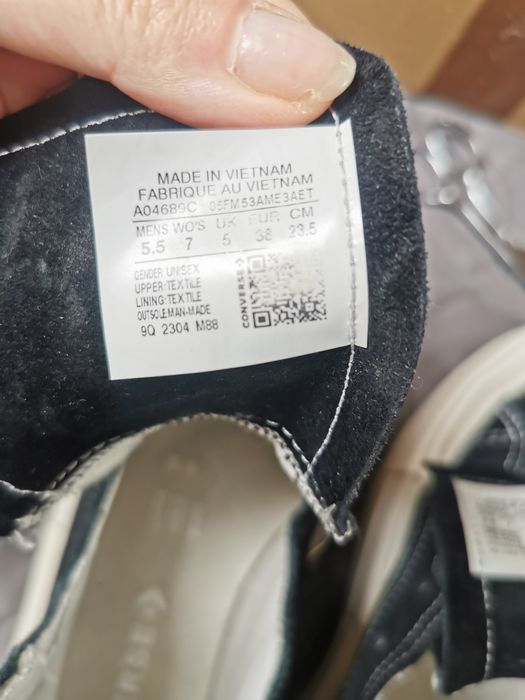 MADE IN VIETNAM
FABRIQUE AU VIETNAM
A04689C 05FM53AME3AET
MENS WO'S UK EUR CM
5.5 7 5 38 23.5
GENDER: UNISEX
UPPER: TEXTILE
LINING: TEXTILE
OUTSOLE: MAN-MADE
9Q 2304 M88
CONVERSE